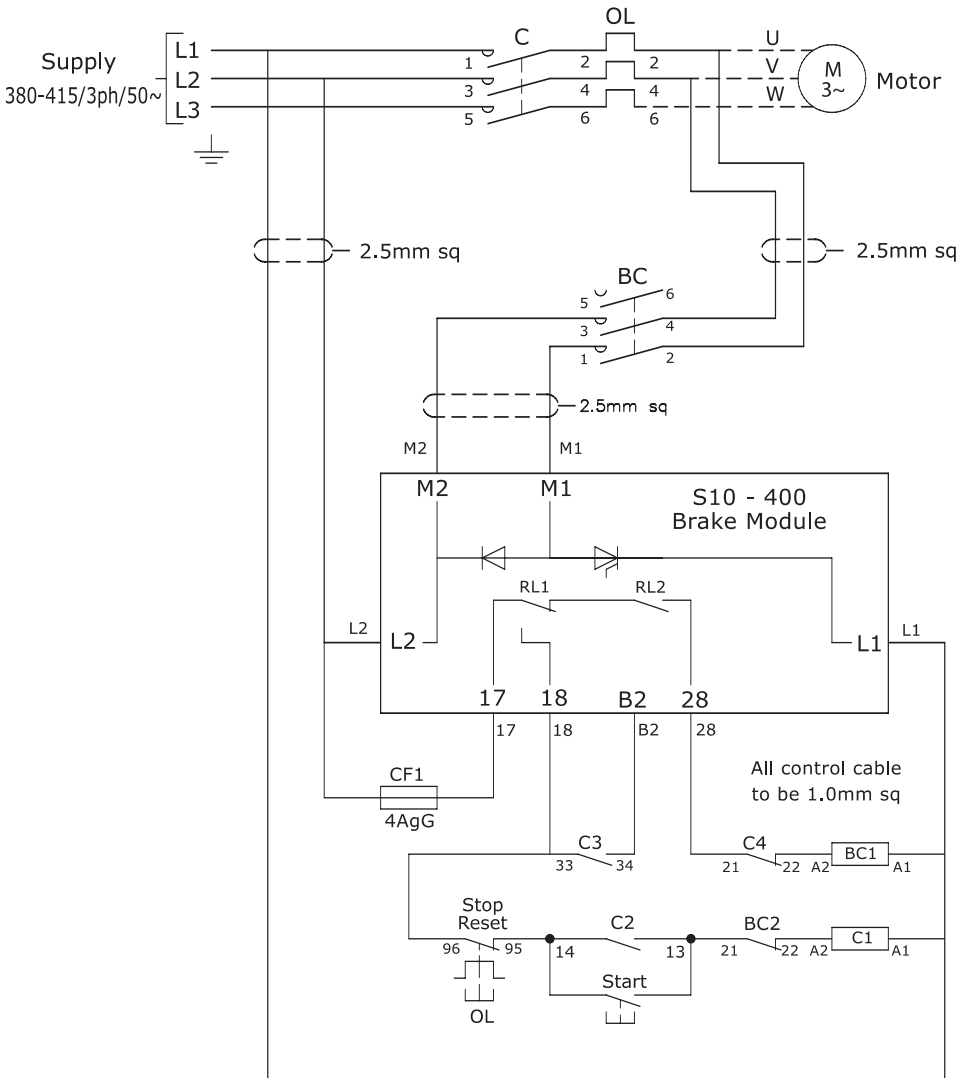 OL
C
U
L1
Supply
1 2 2
V
M
3~
Motor
L2
380-415/3ph/50~
3 4 4
W
L3
5 6 6
2.5mm sq
2.5mm sq
BC
5 6
3 4
1 2
2.5mm sq
M2 M1
M2 M1
S10 - 400
Brake Module
RL1 RL2
L2 L2
L1 L1
17 18 B2 28
17 18 B2 28
CF1
4AgG
All control cable
to be 1.0mm sq
C3 C4
33 34 21 22 A2 BC1 A1
Stop
Reset
C2 BC2
96 95 14 13 21 22 A2 C1 A1
Start
OL